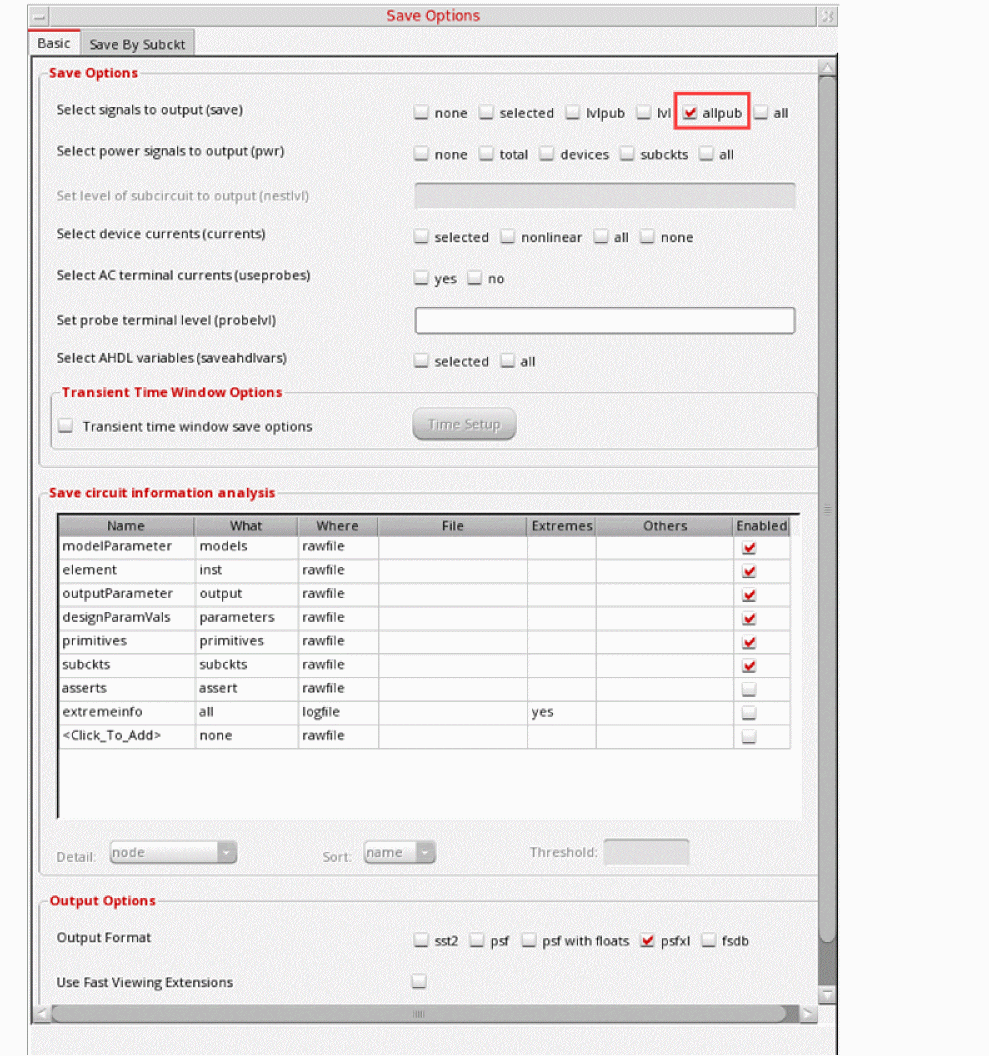 Save Options
Basic Save By Subckt
Save Options
Select signals to output (save) none selected lvlpub lvl allpub all
Select power signals to output (pwr) none total devices subckts all
Set level of subcircuit to output (nestlvl)
Select device currents (currents) selected nonlinear all none
Select AC terminal currents (useprobes) yes no
Set probe terminal level (probelvl)
Select AHDL variables (saveahdlvars) selected all
Transient Time Window Options
Transient time window save options Time Setup
Save circuit information analysis
Name What Where File Extremes Others Enabled
modelParameter models rawfile
element inst rawfile
outputParameter output rawfile
designParamVals parameters rawfile
primitives primitives rawfile
subckts subckts rawfile
asserts assert rawfile
extremeinfo all logfile yes
<Click_To_Add> none rawfile
Detail: node Sort: name Threshold:
Output Options
Output Format sst2 psf psf with floats psfxl fsdb
Use Fast Viewing Extensions